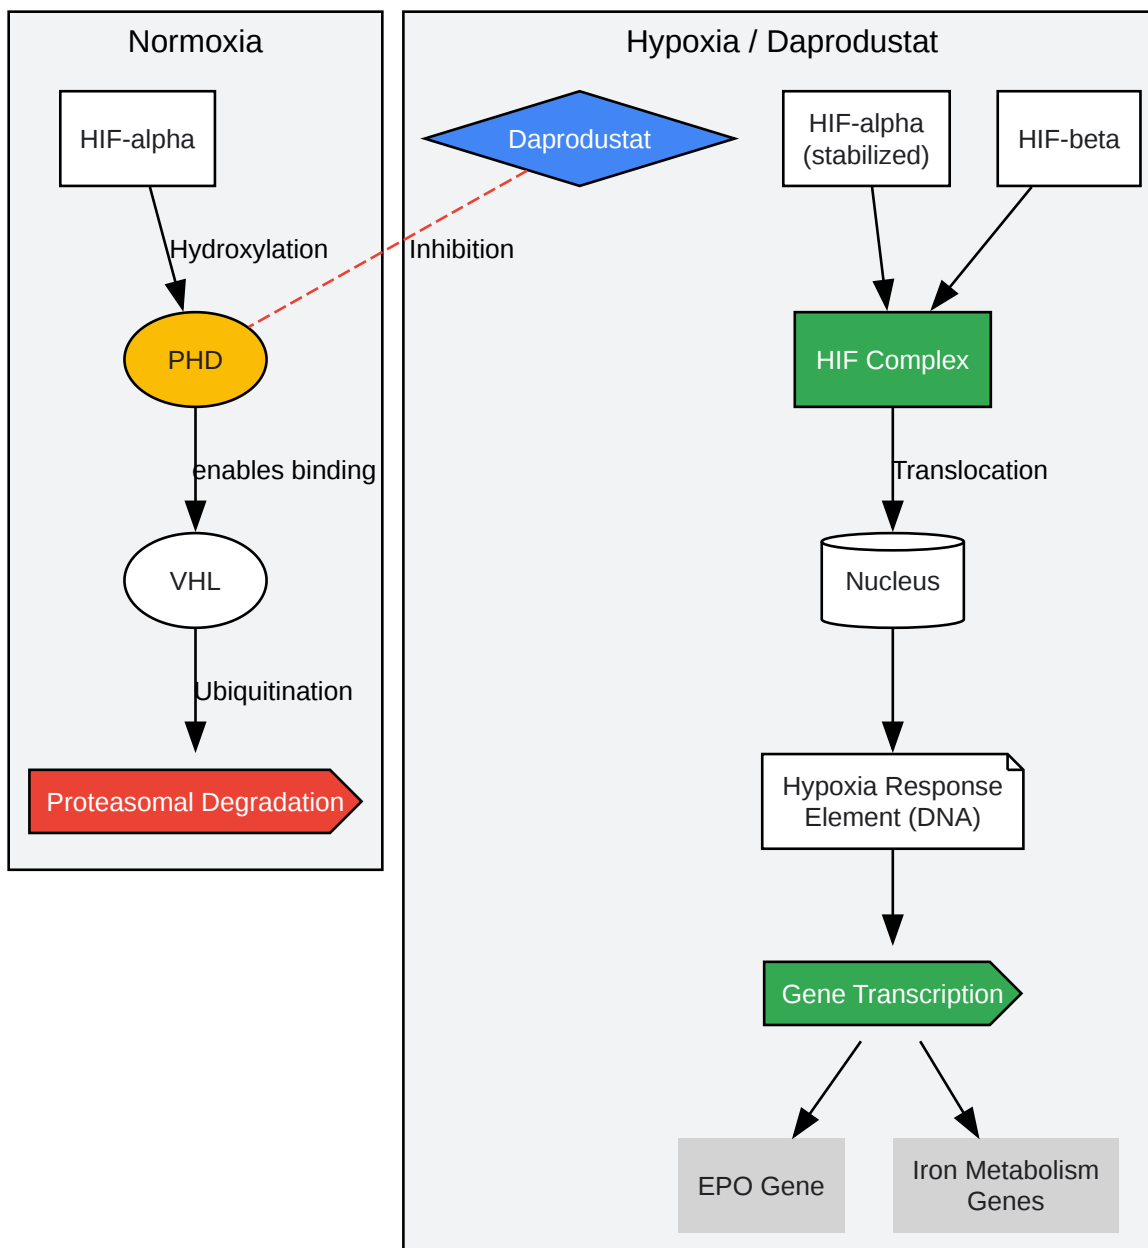 Normoxia
HIF-alpha
Hydroxylation
PHD
enables binding
VHL
Ubiquitination
Proteasomal Degradation
Hypoxia / Daprodustat
Daprodustat
Inhibition
HIF-alpha
(stabilized)
HIF-beta
HIF Complex
Translocation
Nucleus
Hypoxia Response
Element (DNA)
Gene Transcription
EPO Gene
Iron Metabolism
Genes